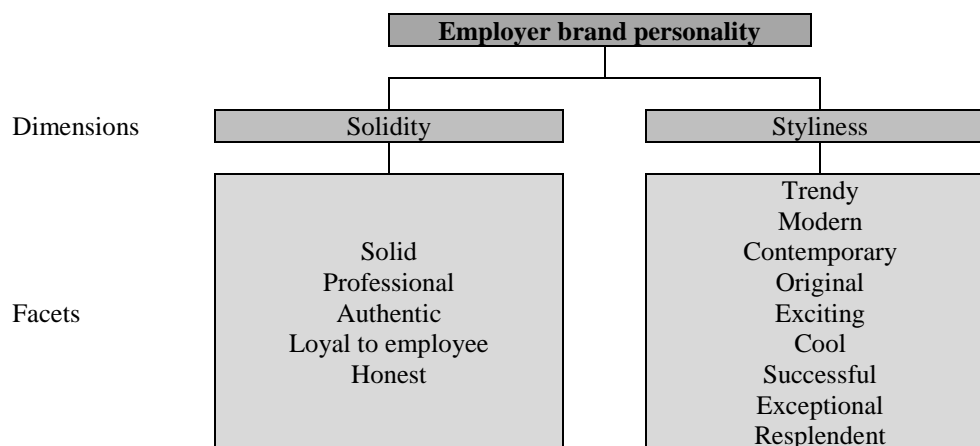 Employer brand personality
Dimensions
Solidity
Styliness
Facets
Solid
Professional
Authentic
Loyal to employee
Honest
Trendy
Modern
Contemporary
Original
Exciting
Cool
Successful
Exceptional
Resplendent